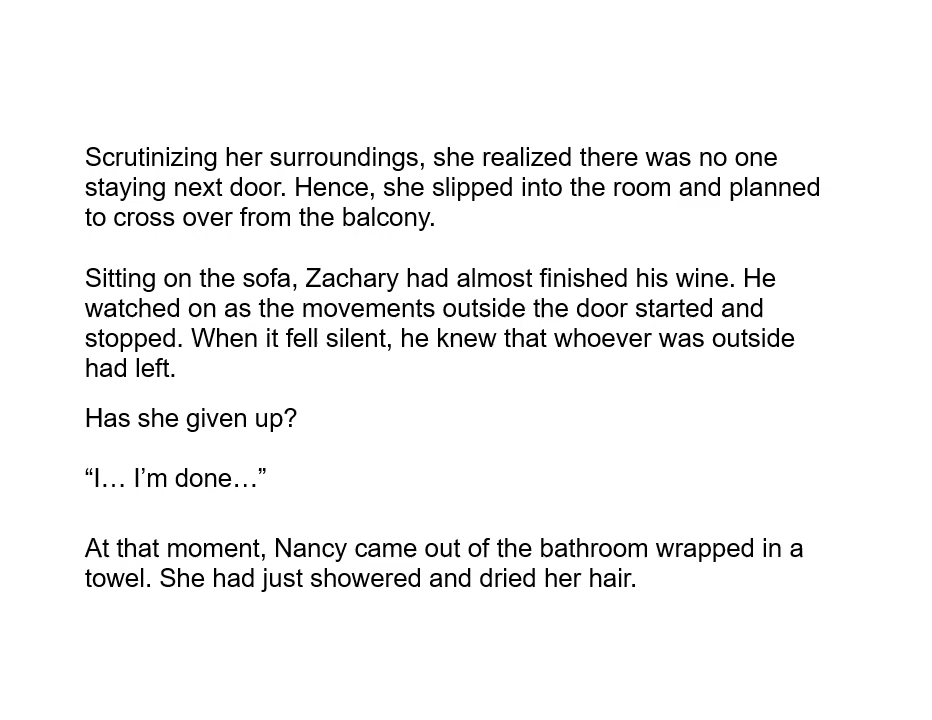 Scrutinizing her surroundings, she realized there was no one
staying next door. Hence, she slipped into the room and planned
to cross over from the balcony.
Sitting on the sofa, Zachary had almost finished his wine. He
watched on as the movements outside the door started and
stopped. When it fell silent, he knew that whoever was outside
had left.
Has she given up?
“I… I’m done…”
At that moment, Nancy came out of the bathroom wrapped in a
towel. She had just showered and dried her hair.